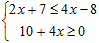 2x + 7 ≤ 4x − 8
10 + 4x ≥ 0